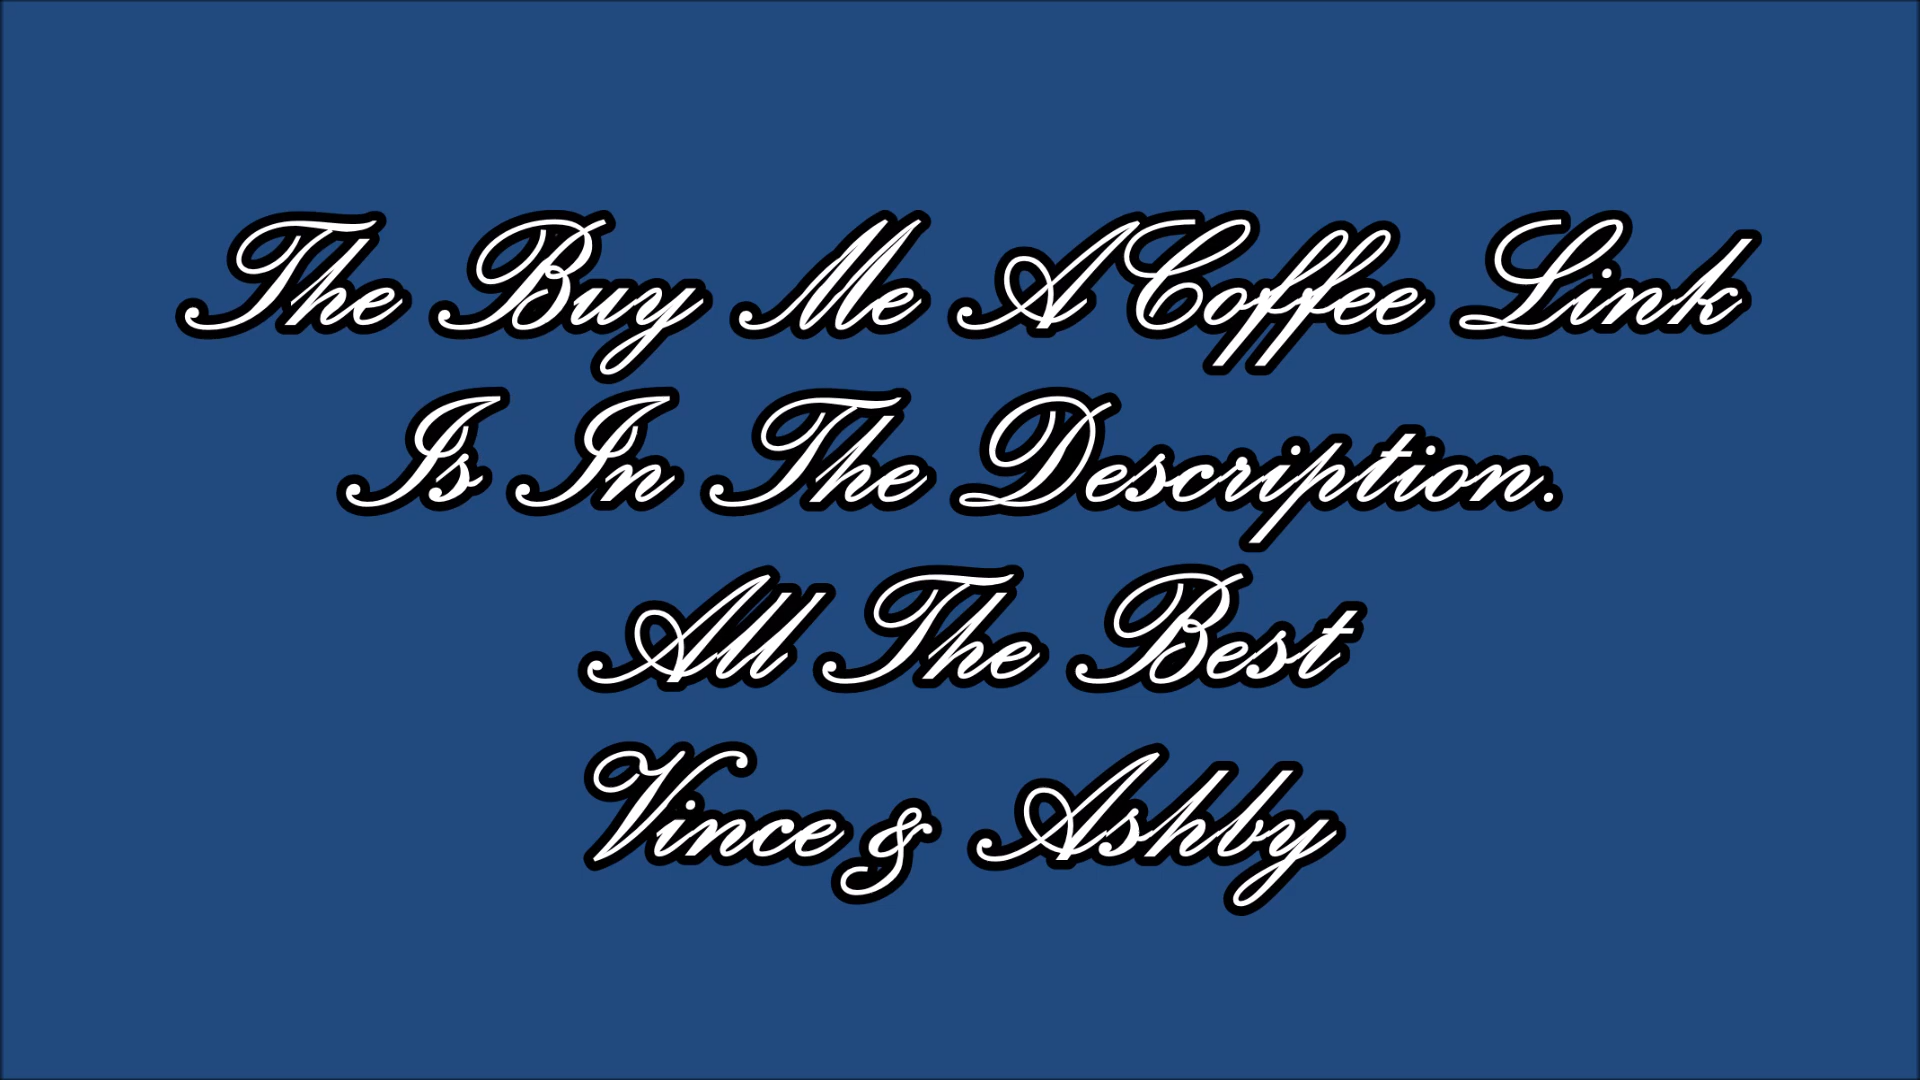 The Buy Me A Coffee Link
Is In The Description.
All The Best
Vince & Ashby